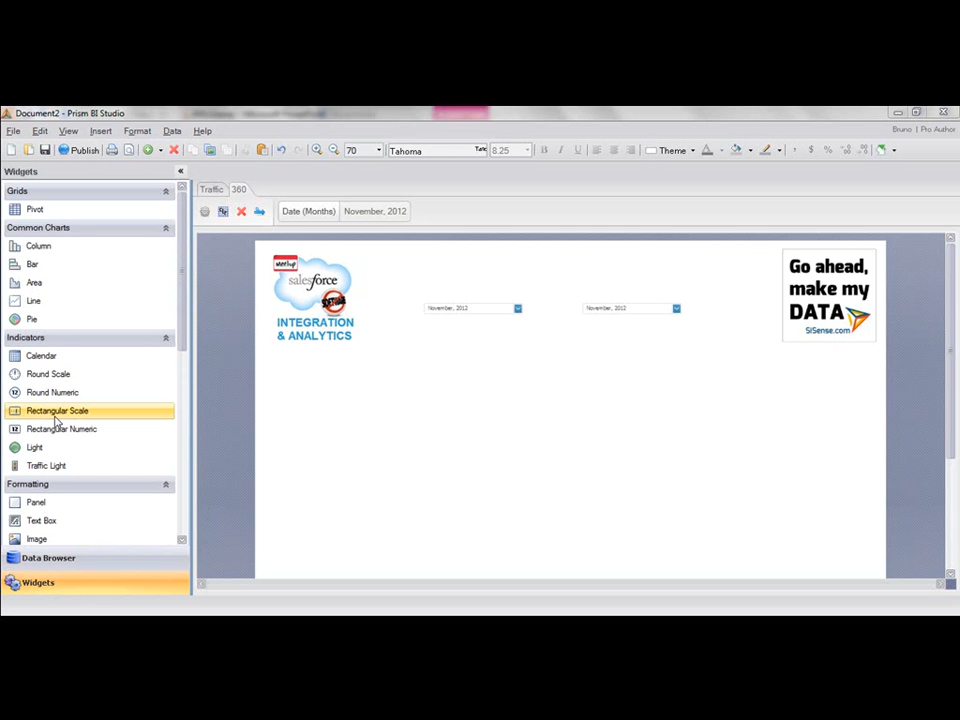 Document2 - Prism BI Studio
File Edit View Insert Format Data Help
Bruno | Pro Author
Publish 70 Tahoma 8.25 B I U Theme A $ %
Widgets
Traffic 360
Grids
Date (Months) November, 2012
Pivot
Common Charts
Column
Bar
Area
Line
Pie
Indicators
Calendar
Round Scale
Round Numeric
Rectangular Scale
Rectangular Numeric
Light
Traffic Light
Formatting
Panel
Text Box
Image
Data Browser
Widgets
Meetup
salesforce
SOFTWARE
INTEGRATION
& ANALYTICS
November, 2012
November, 2012
Go ahead,
make my
DATA
SiSense.com